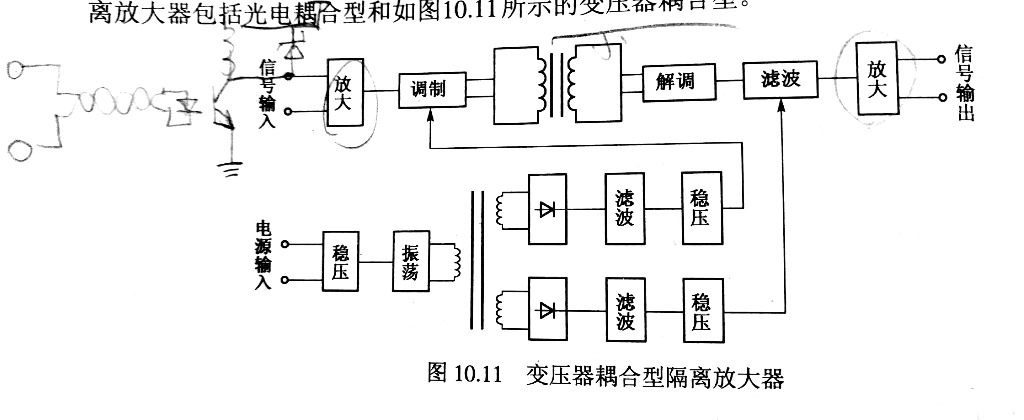 离放大器包括光电耦合型和如图10.11所示的变压器耦合型。
信号输入
放大
调制
解调
滤波
放大
信号输出
滤波
稳压
电源输入
稳压
振荡
滤波
稳压
图 10.11 变压器耦合型隔离放大器